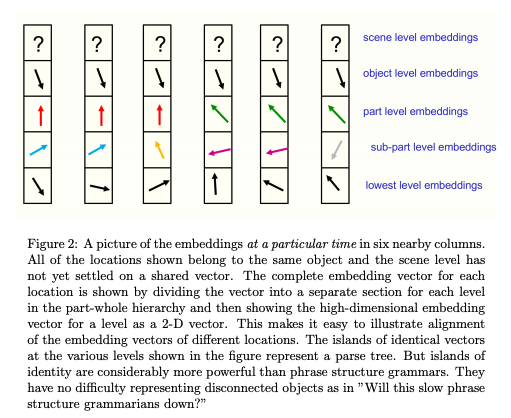 ? ? ? ? ? ? scene level embeddings
object level embeddings
part level embeddings
sub-part level embeddings
lowest level embeddings
Figure 2: A picture of the embeddings at a particular time in six nearby columns.
All of the locations shown belong to the same object and the scene level has
not yet settled on a shared vector. The complete embedding vector for each
location is shown by dividing the vector into a separate section for each level
in the part-whole hierarchy and then showing the high-dimensional embedding
vector for a level as a 2-D vector. This makes it easy to illustrate alignment
of the embedding vectors of different locations. The islands of identical vectors
at the various levels shown in the figure represent a parse tree. But islands of
identity are considerably more powerful than phrase structure grammars. They
have no difficulty representing disconnected objects as in ”Will this slow phrase
structure grammarians down?”